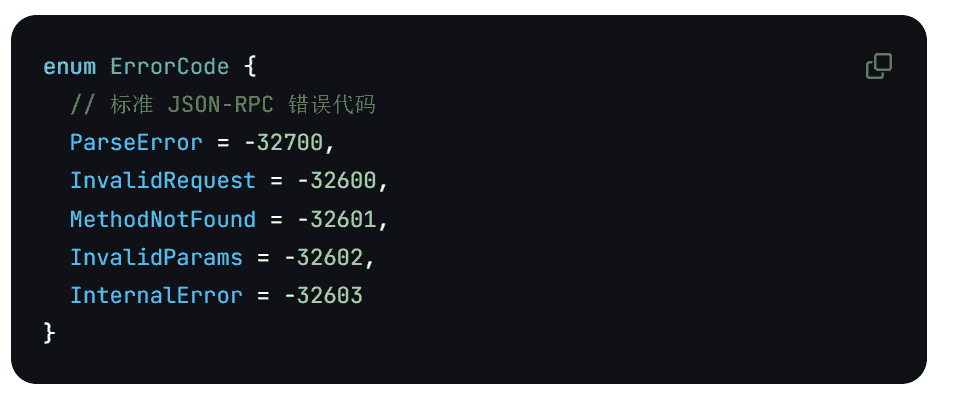 enum ErrorCode {
  // 标准 JSON-RPC 错误代码
  ParseError = -32700,
  InvalidRequest = -32600,
  MethodNotFound = -32601,
  InvalidParams = -32602,
  InternalError = -32603
}